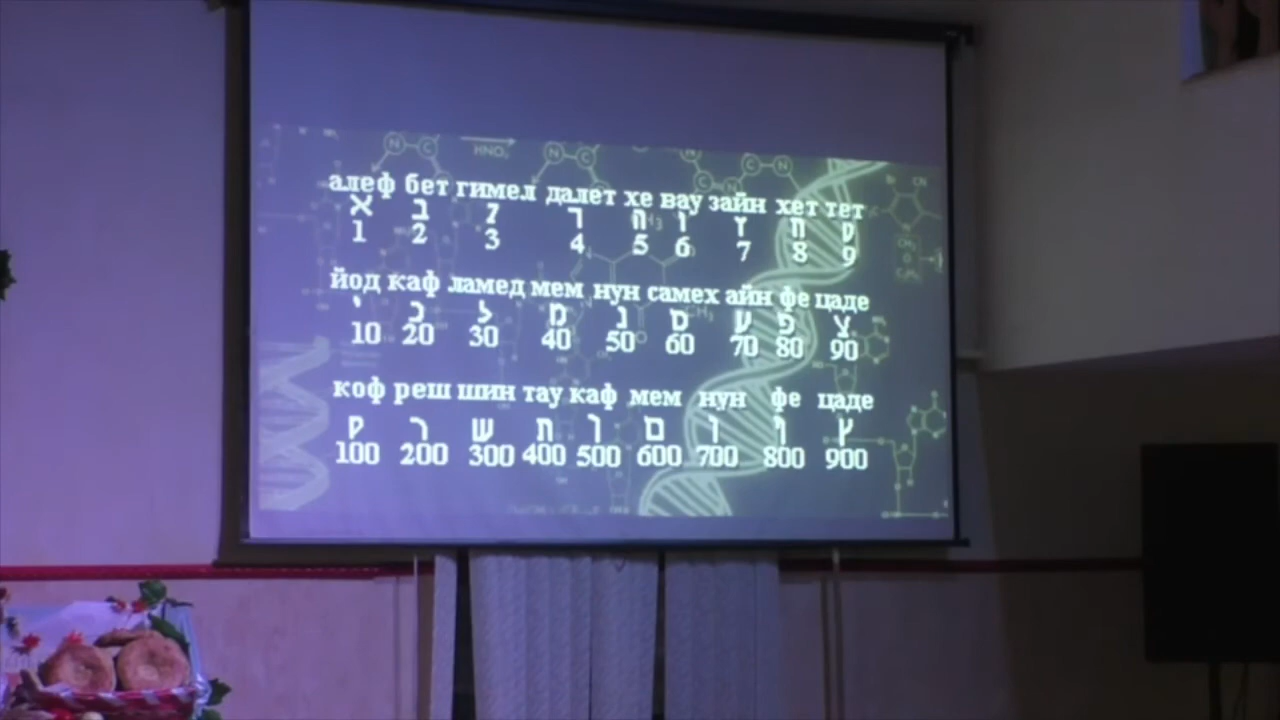 N C HNO₂ N C N C N
алеф бет гимел далет хе вау зайн хет тет
א ב ג ד ה ו ז ח ט
1 2 3 4 5 6 7 8 9
йод каф ламед мем нун самех айн фе цаде
י כ ל מ נ ס ע פ צ
10 20 30 40 50 60 70 80 90
коф реш шин тау каф мем нун фе цаде
ק ר ש ת ך ם ן ף ץ
100 200 300 400 500 600 700 800 900